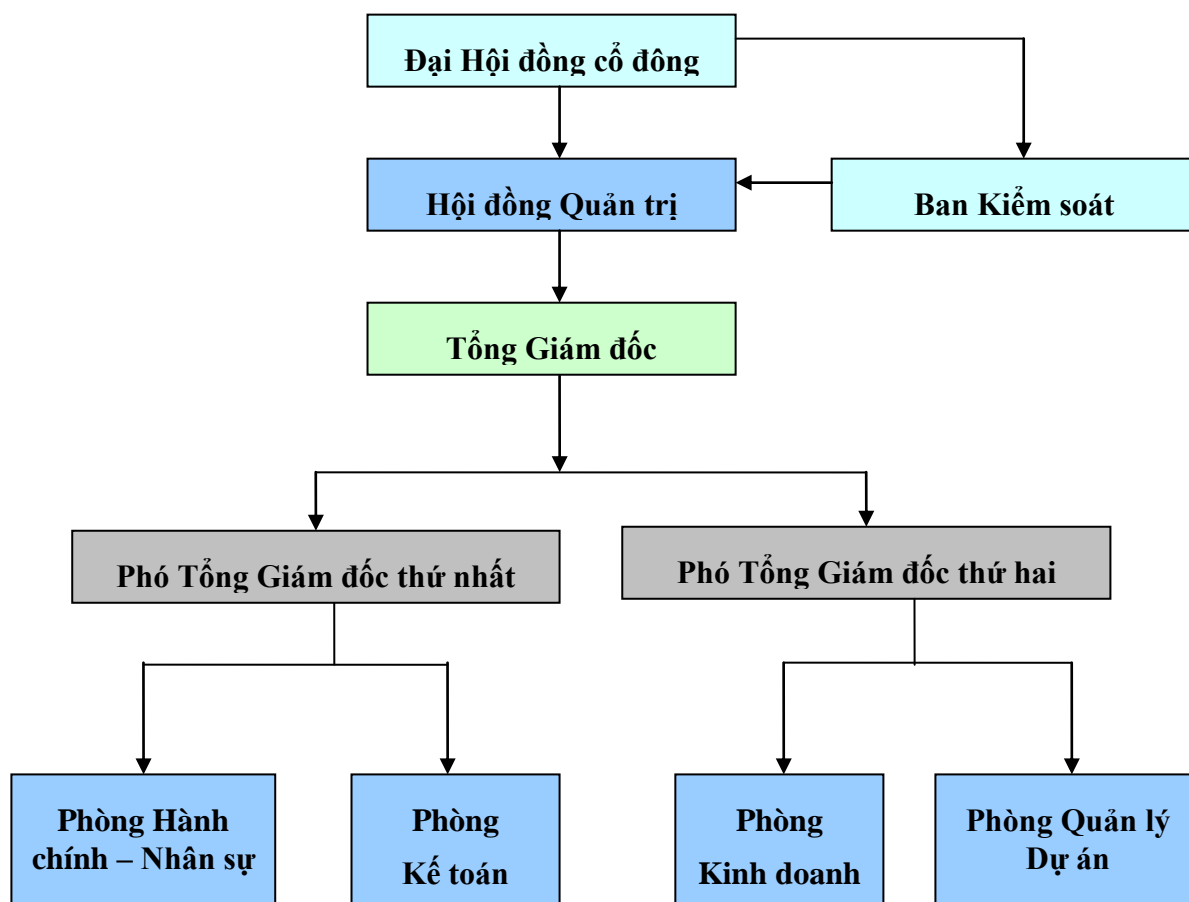 Đại Hội đồng cổ đông
Hội đồng Quản trị
Ban Kiểm soát
Tổng Giám đốc
Phó Tổng Giám đốc thứ nhất
Phó Tổng Giám đốc thứ hai
Phòng Hành
chính – Nhân sự
Phòng
Kế toán
Phòng
Kinh doanh
Phòng Quản lý
Dự án